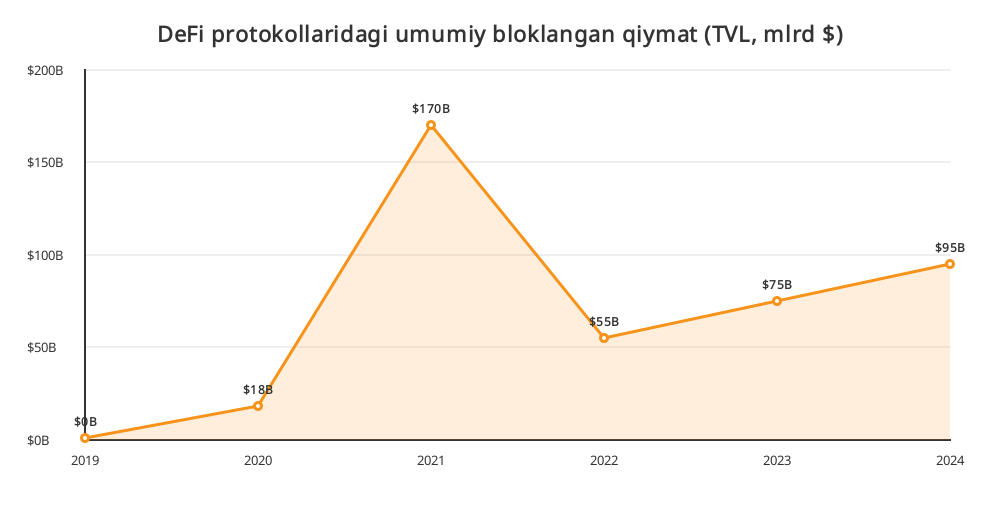 DeFi protokollaridagi umumiy bloklangan qiymat (TVL, mlrd $)
$200B
$170B
$150B
$100B
$95B
$75B
$55B
$50B
$18B
$0B
$0B
2019 2020 2021 2022 2023 2024